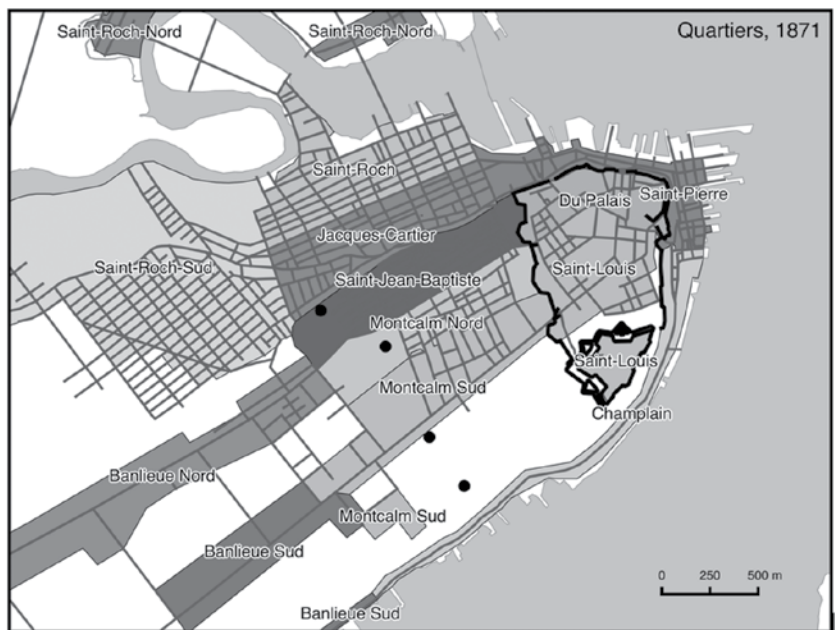 Saint-Roch-Nord
Saint-Roch-Nord
Quartiers, 1871
Saint-Roch
Du Palais
Saint-Pierre
Jacques-Cartier
Saint-Roch-Sud
Saint-Louis
Saint-Jean-Baptiste
Montcalm Nord
Saint-Louis
Montcalm Sud
Champlain
Banlieue Nord
Montcalm Sud
Banlieue Sud
0 250 500 m
Banlieue Sud